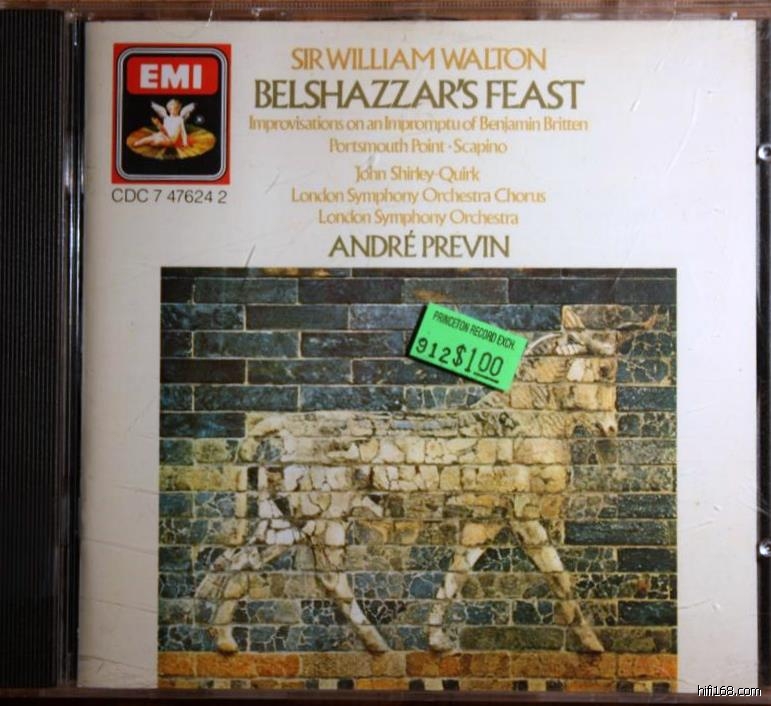 EMI
CDC 7 47624 2
SIR WILLIAM WALTON
BELSHAZZAR'S FEAST
Improvisations on an Impromptu of Benjamin Britten
Portsmouth Point · Scapino
John Shirley-Quirk
London Symphony Orchestra Chorus
London Symphony Orchestra
ANDRÉ PREVIN
PRINCETON RECORD EXCH.
912 $1.00
hifi168.com